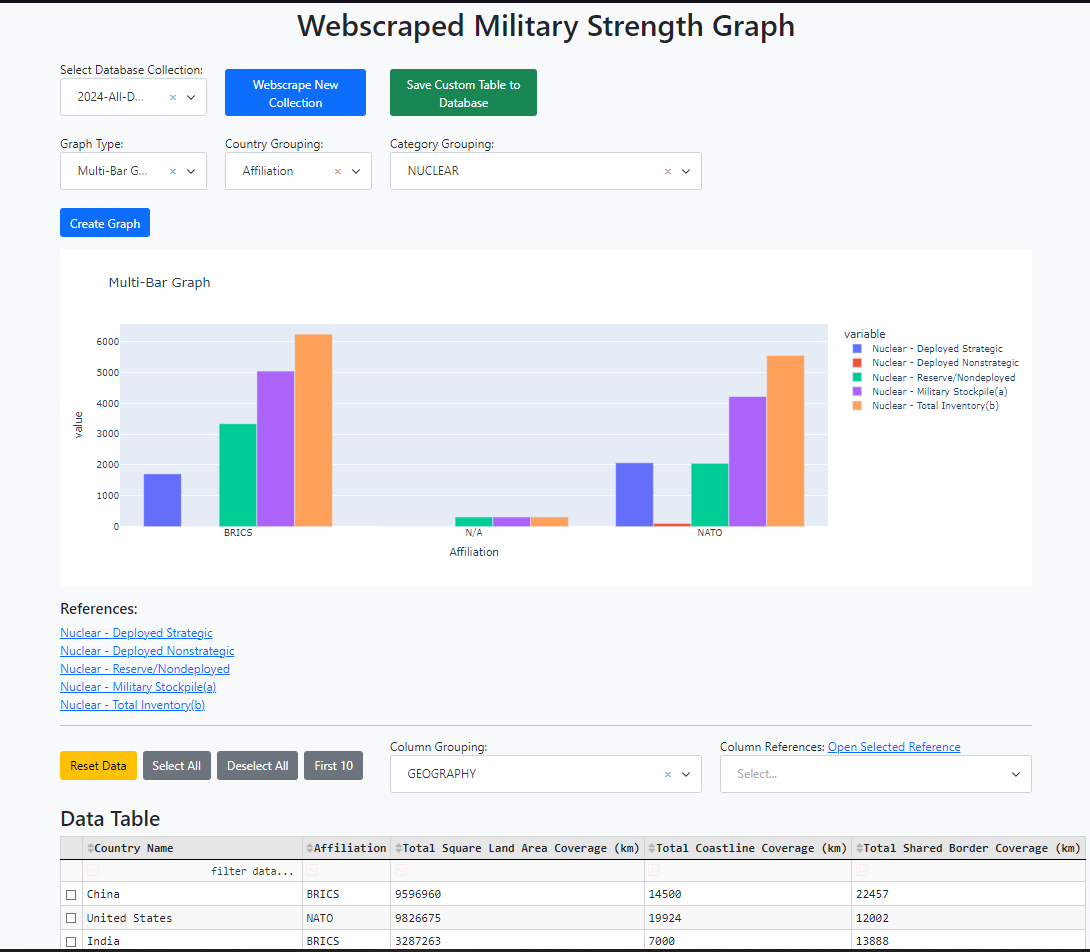 Webscraped Military Strength Graph
Select Database Collection:
2024-All-D...
Webscrape New
Collection
Save Custom Table to
Database
Graph Type:
Country Grouping:
Category Grouping:
Multi-Bar G...
Affiliation
NUCLEAR
Create Graph
Multi-Bar Graph
6000
5000
4000
3000
2000
1000
0
value
BRICS
N/A
NATO
Affiliation
variable
Nuclear - Deployed Strategic
Nuclear - Deployed Nonstrategic
Nuclear - Reserve/Nondeployed
Nuclear - Military Stockpile(a)
Nuclear - Total Inventory(b)
References:
Nuclear - Deployed Strategic
Nuclear - Deployed Nonstrategic
Nuclear - Reserve/Nondeployed
Nuclear - Military Stockpile(a)
Nuclear - Total Inventory(b)
Reset Data
Select All
Deselect All
First 10
Column Grouping:
GEOGRAPHY
Column References: Open Selected Reference
Select...
Data Table
Country Name Affiliation Total Square Land Area Coverage (km) Total Coastline Coverage (km) Total Shared Border Coverage (km)
filter data...
China BRICS 9596960 14500 22457
United States NATO 9826675 19924 12002
India BRICS 3287263 7000 13888